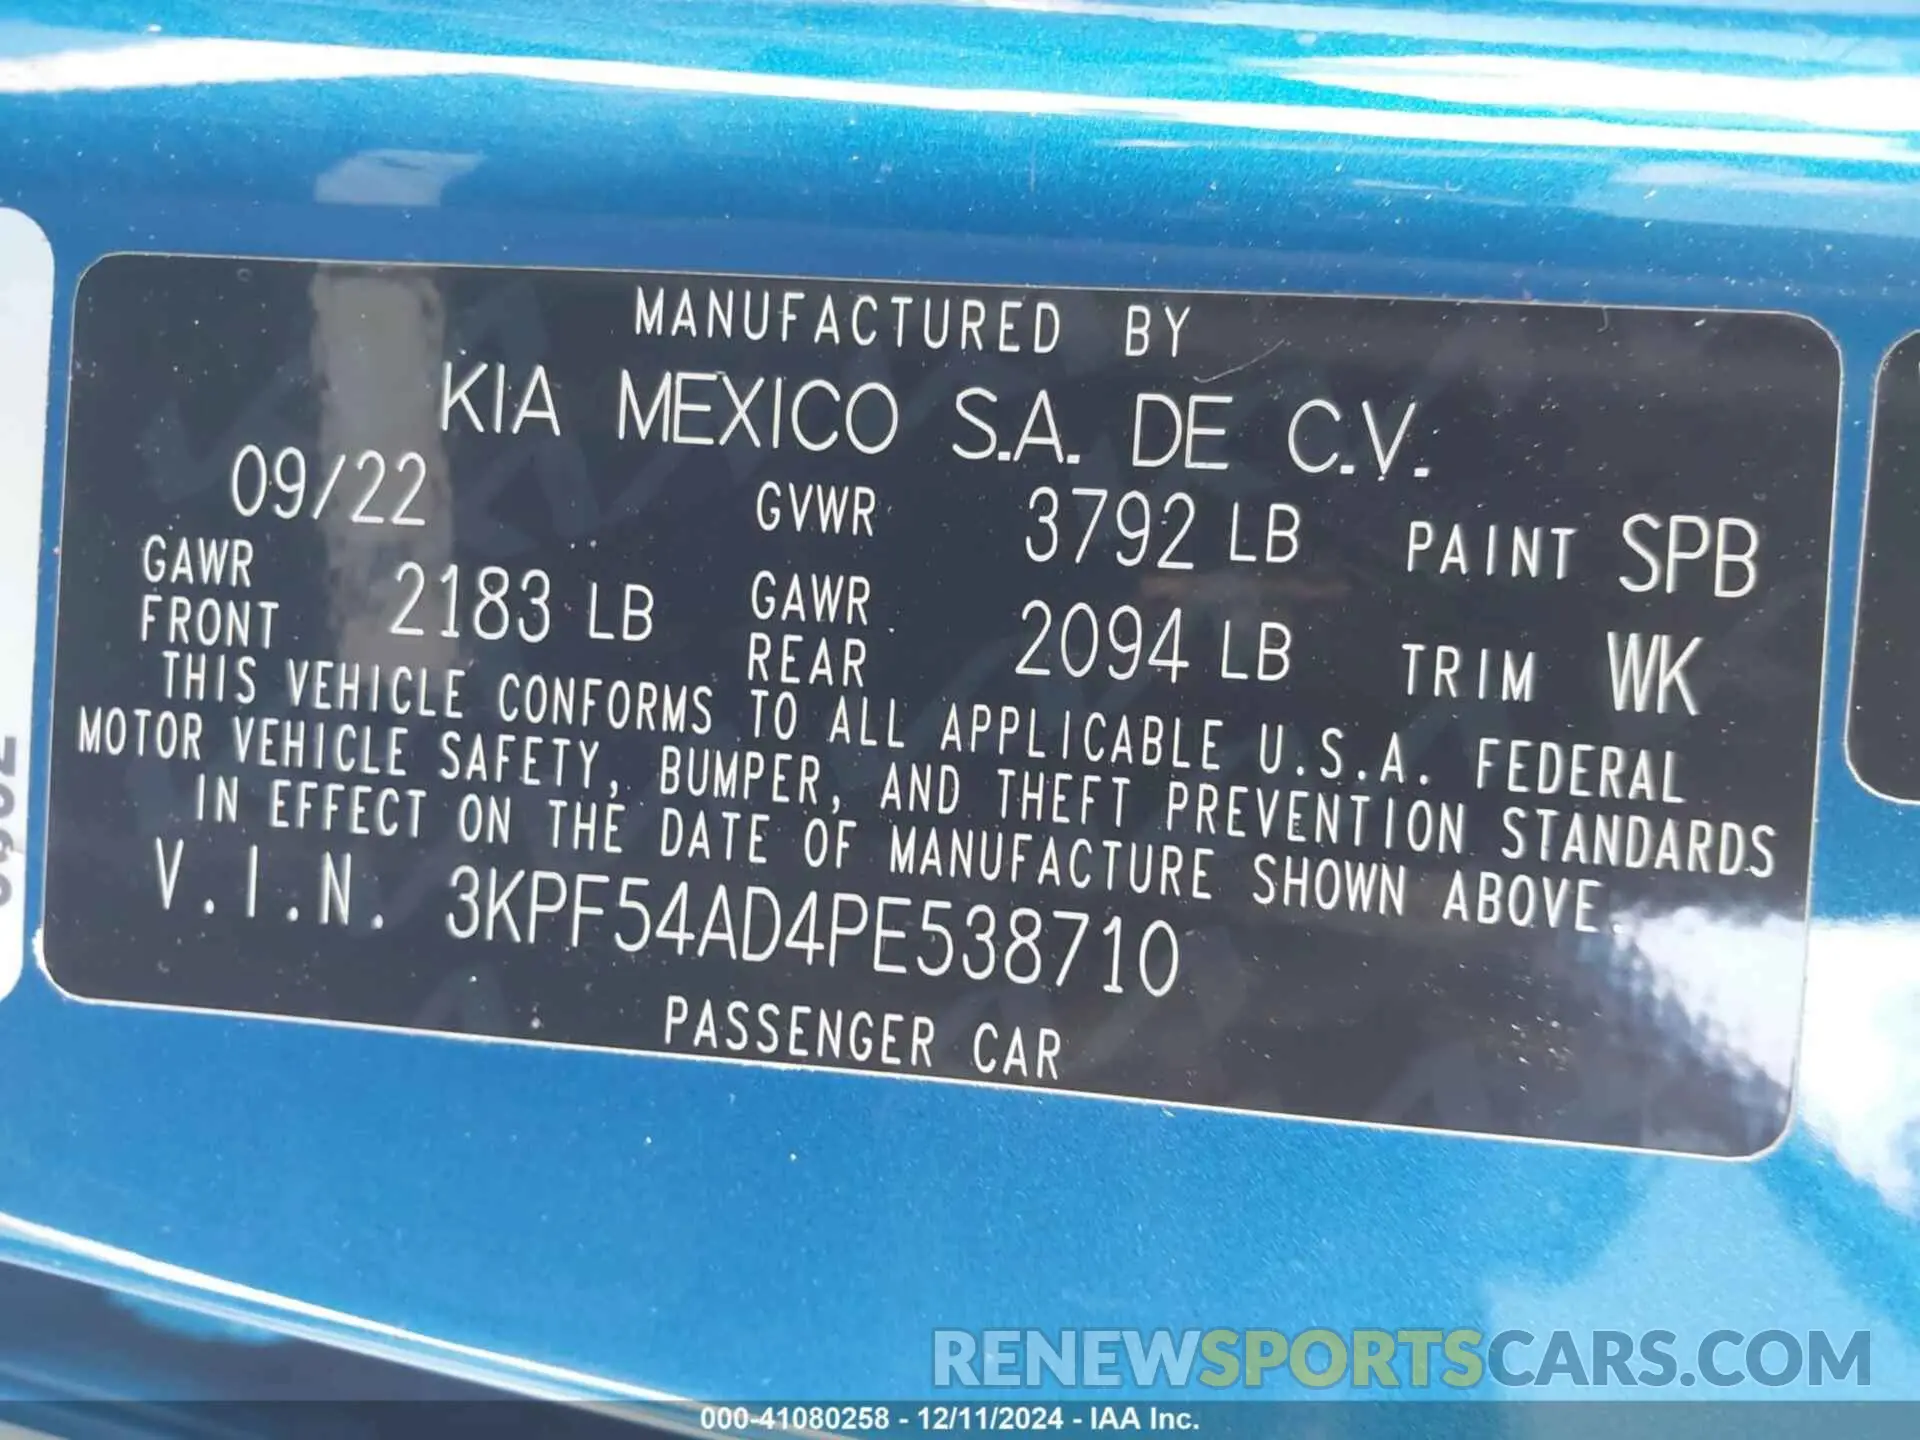 MANUFACTURED BY
KIA MEXICO S.A. DE C.V.
09/22 GVWR 3792 LB PAINT SPB
GAWR FRONT 2183 LB GAWR REAR 2094 LB TRIM WK
THIS VEHICLE CONFORMS TO ALL APPLICABLE U.S.A. FEDERAL
MOTOR VEHICLE SAFETY, BUMPER, AND THEFT PREVENTION STANDARDS
IN EFFECT ON THE DATE OF MANUFACTURE SHOWN ABOVE.
V.I.N. 3KPF54AD4PE538710
PASSENGER CAR
RENEWSPORTSCARS.COM
000-41080258 - 12/11/2024 - IAA Inc.